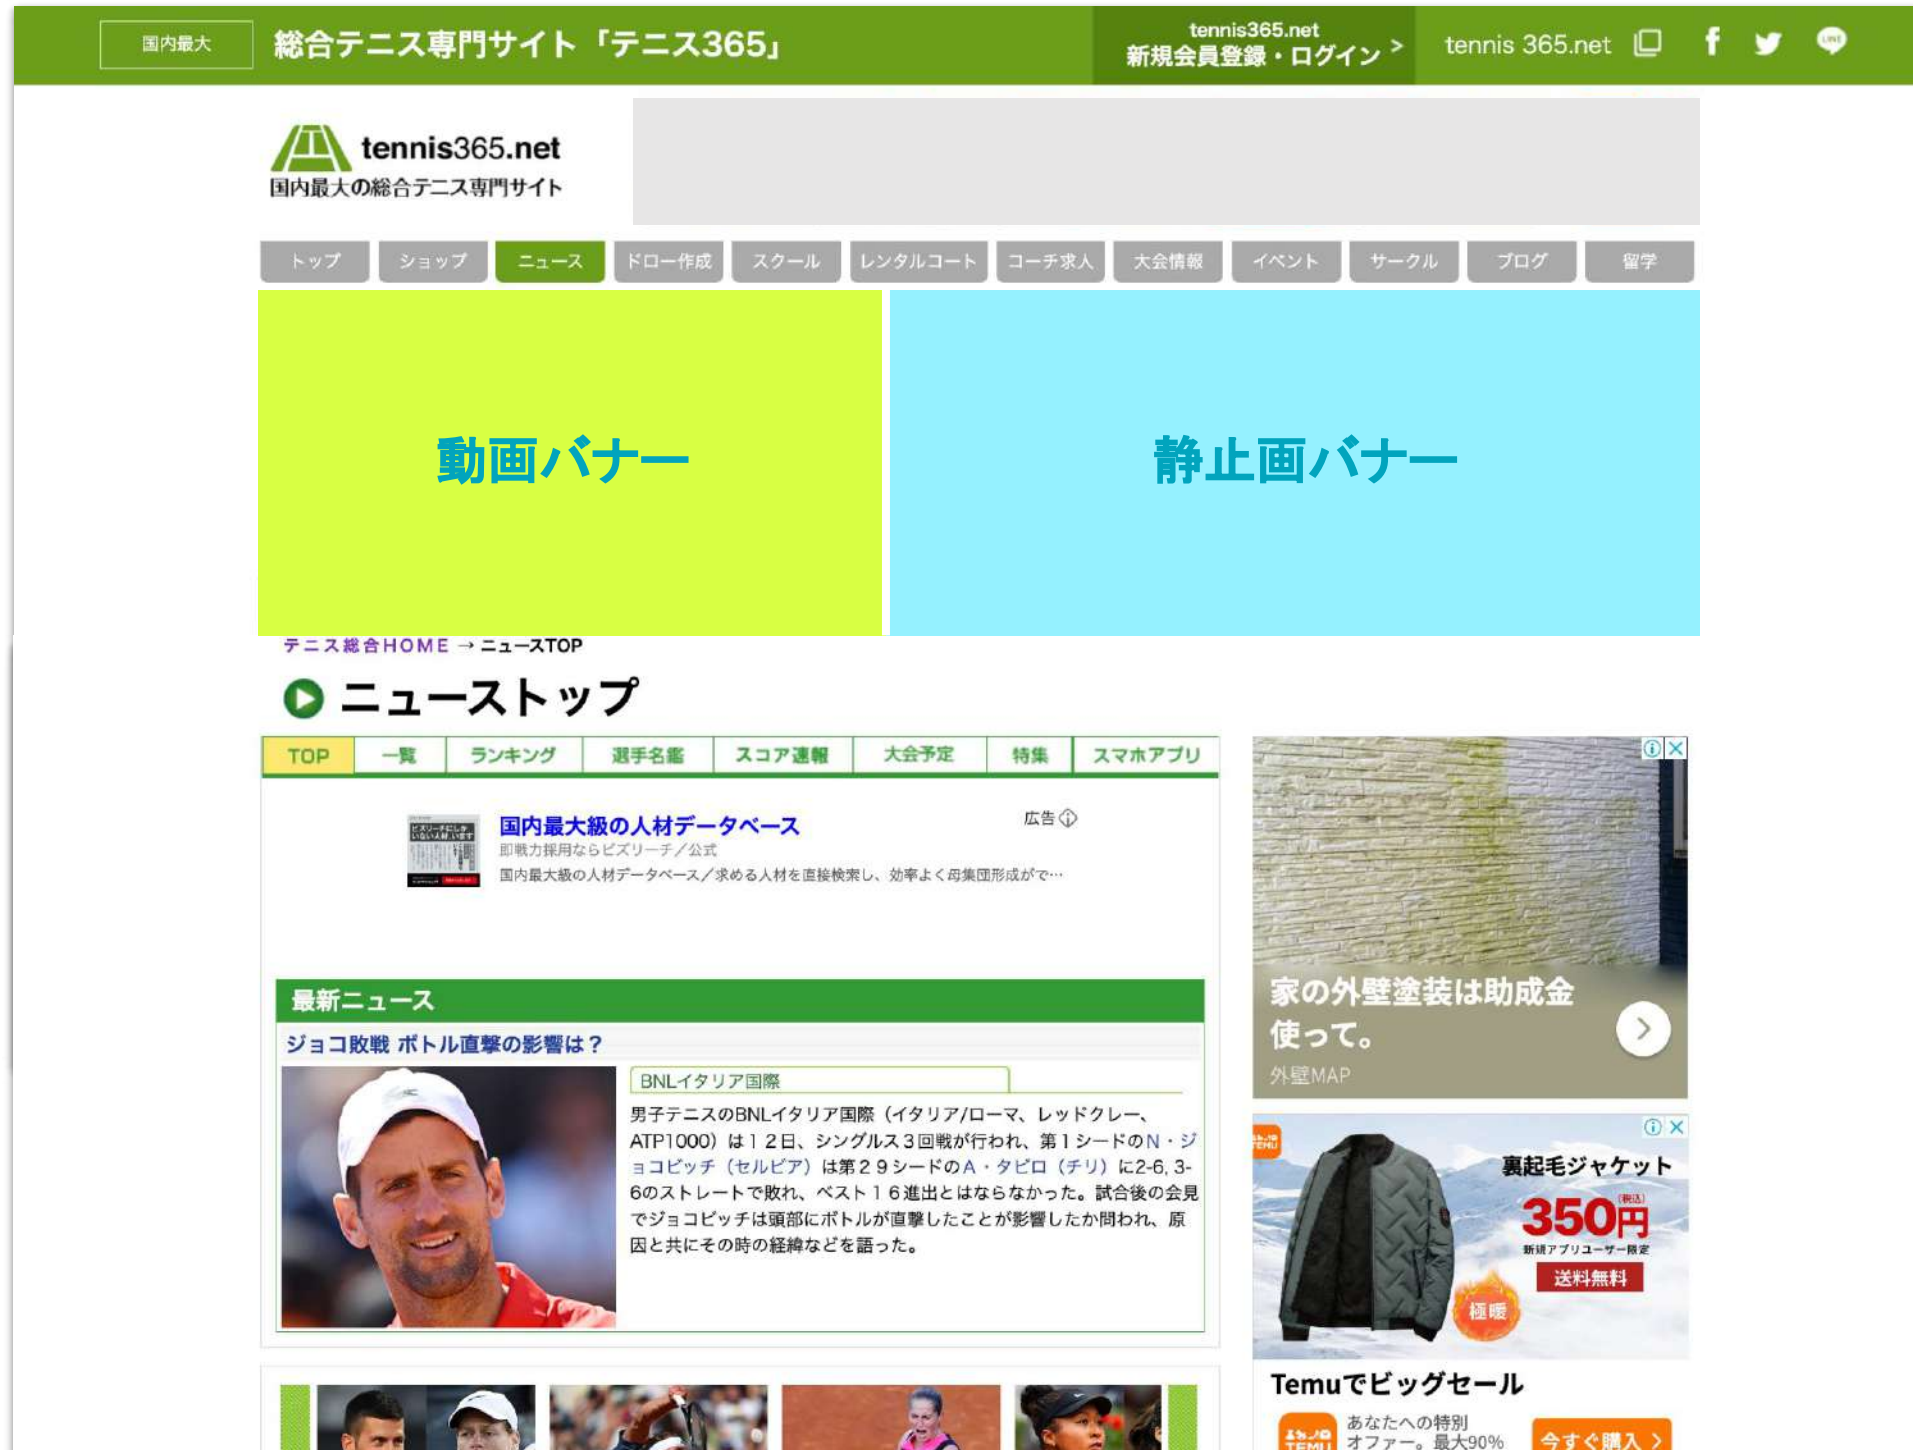 国内最大
総合テニス専門サイト「テニス365」
tennis365.net
新規会員登録・ログイン >
tennis 365.net
LINE
tennis365.net
国内最大の総合テニス専門サイト
トップ ショップ ニュース ドロー作成 スクール レンタルコート コーチ求人 大会情報 イベント サークル ブログ 留学
動画バナー
静止画バナー
テニス総合HOME → ニュースTOP
ニューストップ
TOP 一覧 ランキング 選手名鑑 スコア速報 大会予定 特集 スマホアプリ
国内最大級の人材データベース
広告
即戦力採用ならビズリーチ／公式
国内最大級の人材データベース／求める人材を直接検索し、効率よく母集団形成がで…
最新ニュース
ジョコ敗戦 ボトル直撃の影響は？
BNLイタリア国際
男子テニスのBNLイタリア国際（イタリア/ローマ、レッドクレー、
ATP1000）は１２日、シングルス３回戦が行われ、第１シードのN・ジ
ョコビッチ（セルビア）は第２９シードのA・タビロ（チリ）に2-6, 3-
6のストレートで敗れ、ベスト１６進出とはならなかった。試合後の会見
でジョコビッチは頭部にボトルが直撃したことが影響したか問われ、原
因と共にその時の経緯などを語った。
家の外壁塗装は助成金
使って。
外壁MAP
TEMU
裏起毛ジャケット
(税込)
350円
新規アプリユーザー限定
送料無料
極暖
Temuでビッグセール
あなたへの特別
オファー。最大90%
TEMU
今すぐ購入 >